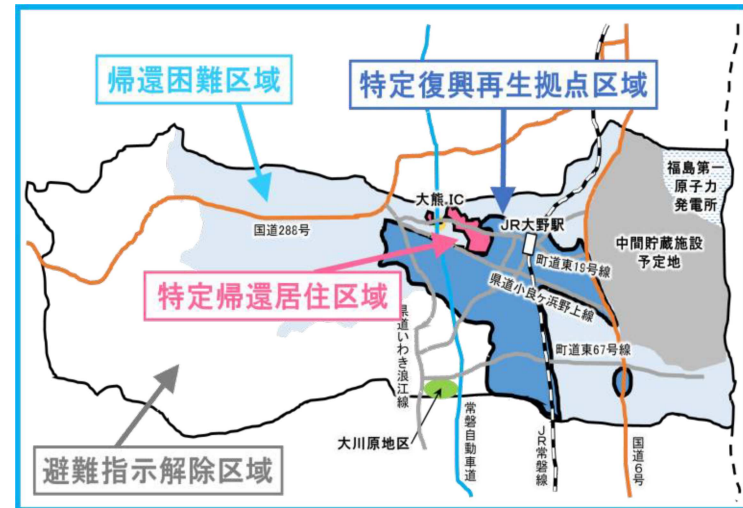 帰還困難区域
特定復興再生拠点区域
大熊IC
JR大野駅
福島第一
原子力
発電所
国道288号
中間貯蔵施設
予定地
町道東19号線
特定帰還居住区域
県道小良ヶ浜野上線
県道いわき浪江線
町道東67号線
大川原地区
常磐自動車道
JR常磐線
国道6号
避難指示解除区域